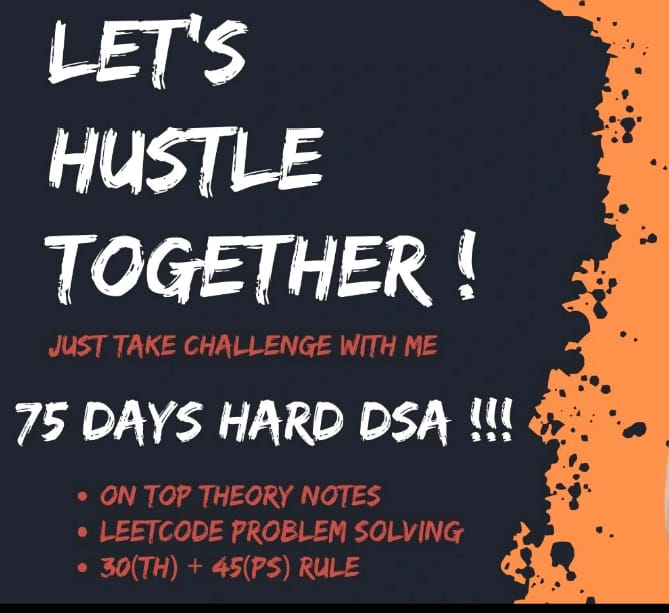 LET'S
HUSTLE
TOGETHER !
JUST TAKE CHALLENGE WITH ME
75 DAYS HARD DSA !!!
• ON TOP THEORY NOTES
• LEETCODE PROBLEM SOLVING
• 30(TH) + 45(PS) RULE